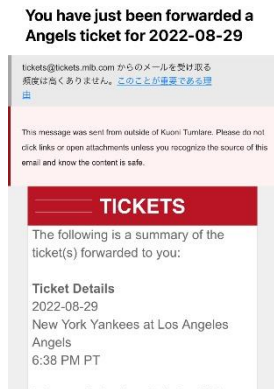 You have just been forwarded a
Angels ticket for 2022-08-29
tickets@tickets.mlb.com からのメールを受け取る
頻度は高くありません。このことが重要である理
由
This message was sent from outside of Kuoni Tumlare. Please do not
click links or open attachments unless you recognize the source of this
email and know the content is safe.
TICKETS
The following is a summary of the
ticket(s) forwarded to you:
Ticket Details
2022-08-29
New York Yankees at Los Angeles
Angels
6:38 PM PT